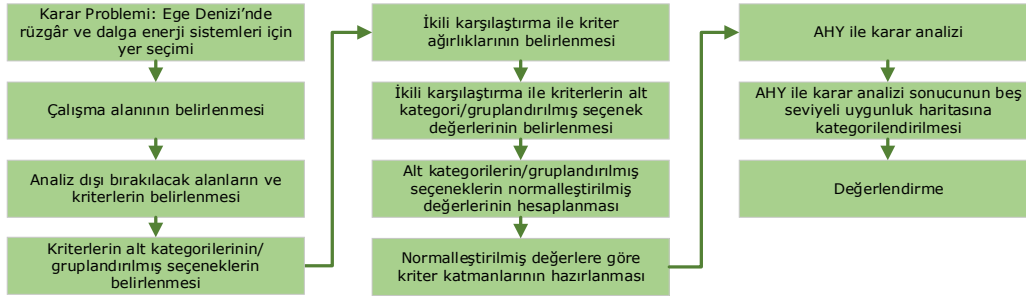 Karar Problemi: Ege Denizi’nde
rüzgâr ve dalga enerji sistemleri için
yer seçimi
Çalışma alanının belirlenmesi
Analiz dışı bırakılacak alanların ve
kriterlerin belirlenmesi
Kriterlerin alt kategorilerinin/
gruplandırılmış seçeneklerin
belirlenmesi
İkili karşılaştırma ile kriter
ağırlıklarının belirlenmesi
İkili karşılaştırma ile kriterlerin alt
kategori/gruplandırılmış seçenek
değerlerinin belirlenmesi
Alt kategorilerin/gruplandırılmış
seçeneklerin normalleştirilmiş
değerlerinin hesaplanması
Normalleştirilmiş değerlere göre
kriter katmanlarının hazırlanması
AHY ile karar analizi
AHY ile karar analizi sonucunun beş
seviyeli uygunluk haritasına
kategorilendirilmesi
Değerlendirme